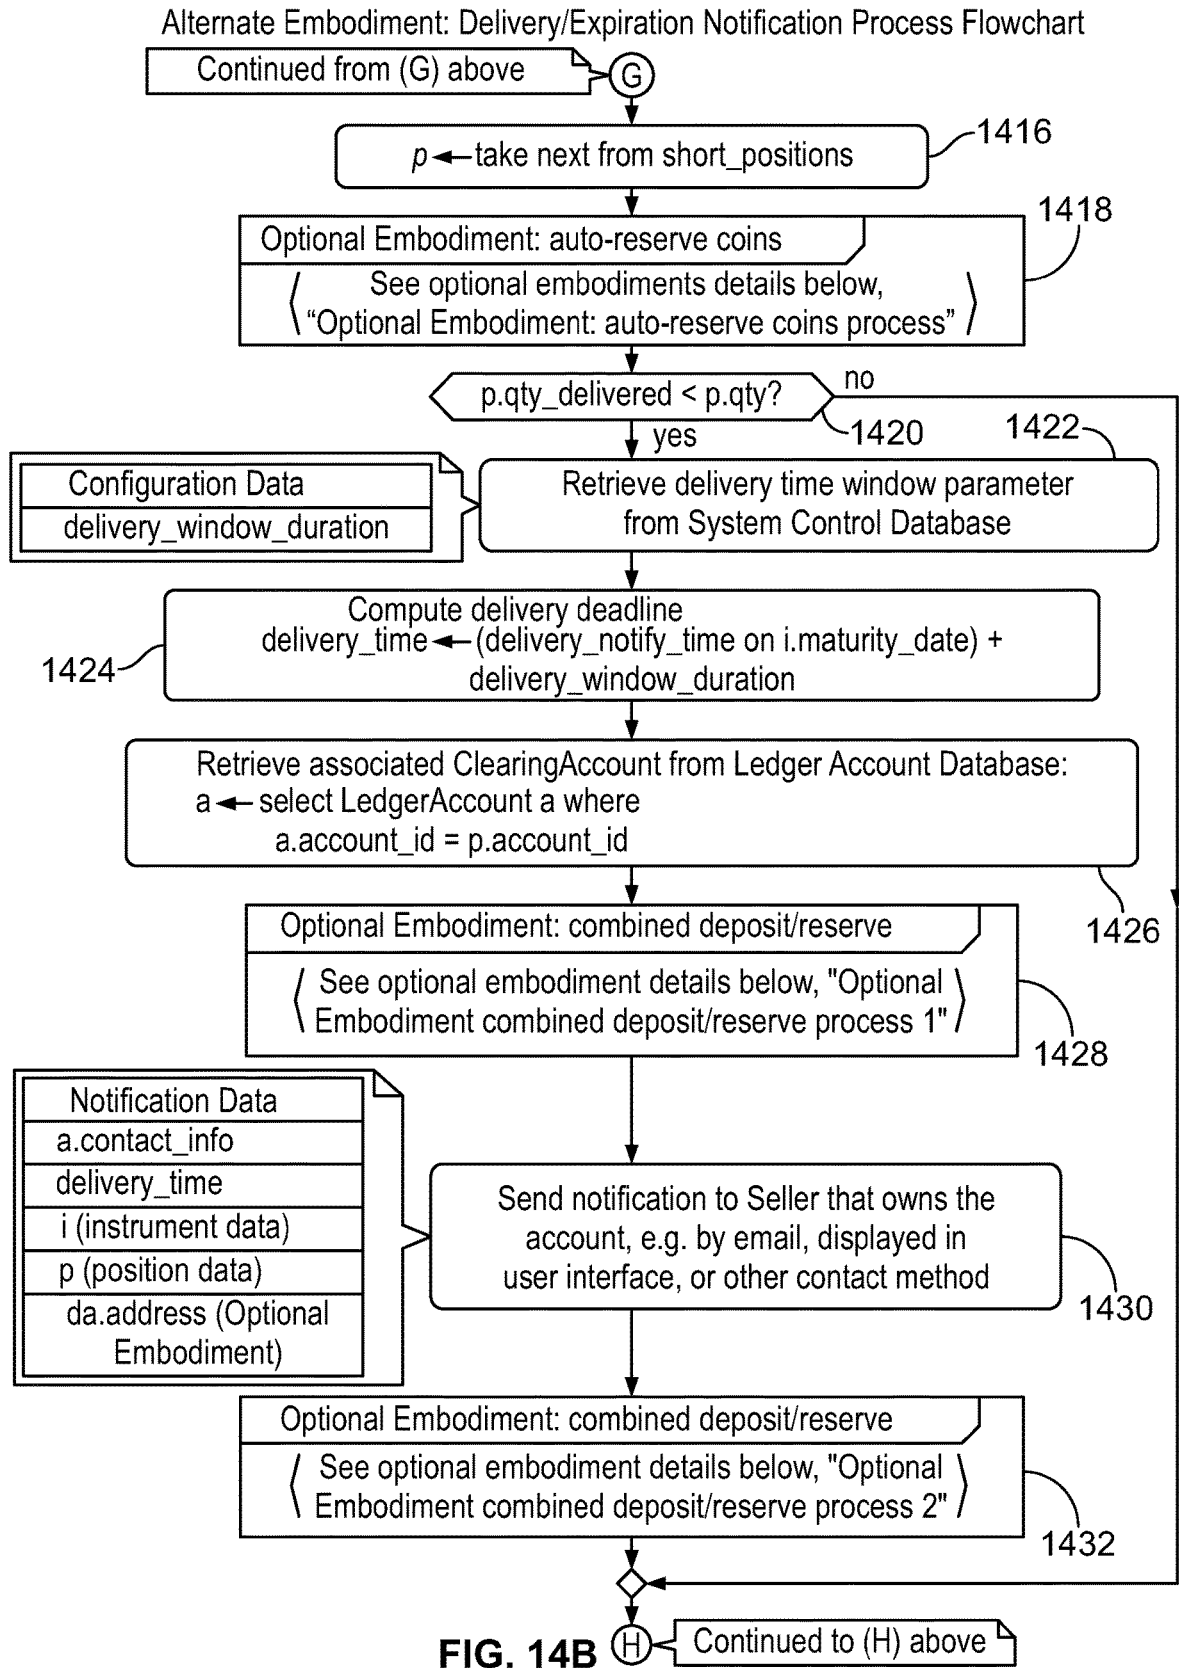 Alternate Embodiment: Delivery/Expiration Notification Process Flowchart
Continued from (G) above
G
p ← take next from short_positions
1416
Optional Embodiment: auto-reserve coins
See optional embodiments details below,
“Optional Embodiment: auto-reserve coins process”
1418
p.qty_delivered < p.qty?
no
1420
yes
1422
Configuration Data
delivery_window_duration
Retrieve delivery time window parameter
from System Control Database
Compute delivery deadline
delivery_time ← (delivery_notify_time on i.maturity_date) +
delivery_window_duration
1424
Retrieve associated ClearingAccount from Ledger Account Database:
a ← select LedgerAccount a where
a.account_id = p.account_id
1426
Optional Embodiment: combined deposit/reserve
See optional embodiment details below, "Optional
Embodiment combined deposit/reserve process 1"
1428
Notification Data
a.contact_info
delivery_time
i (instrument data)
p (position data)
da.address (Optional
Embodiment)
Send notification to Seller that owns the
account, e.g. by email, displayed in
user interface, or other contact method
1430
Optional Embodiment: combined deposit/reserve
See optional embodiment details below, "Optional
Embodiment combined deposit/reserve process 2"
1432
FIG. 14B
H
Continued to (H) above